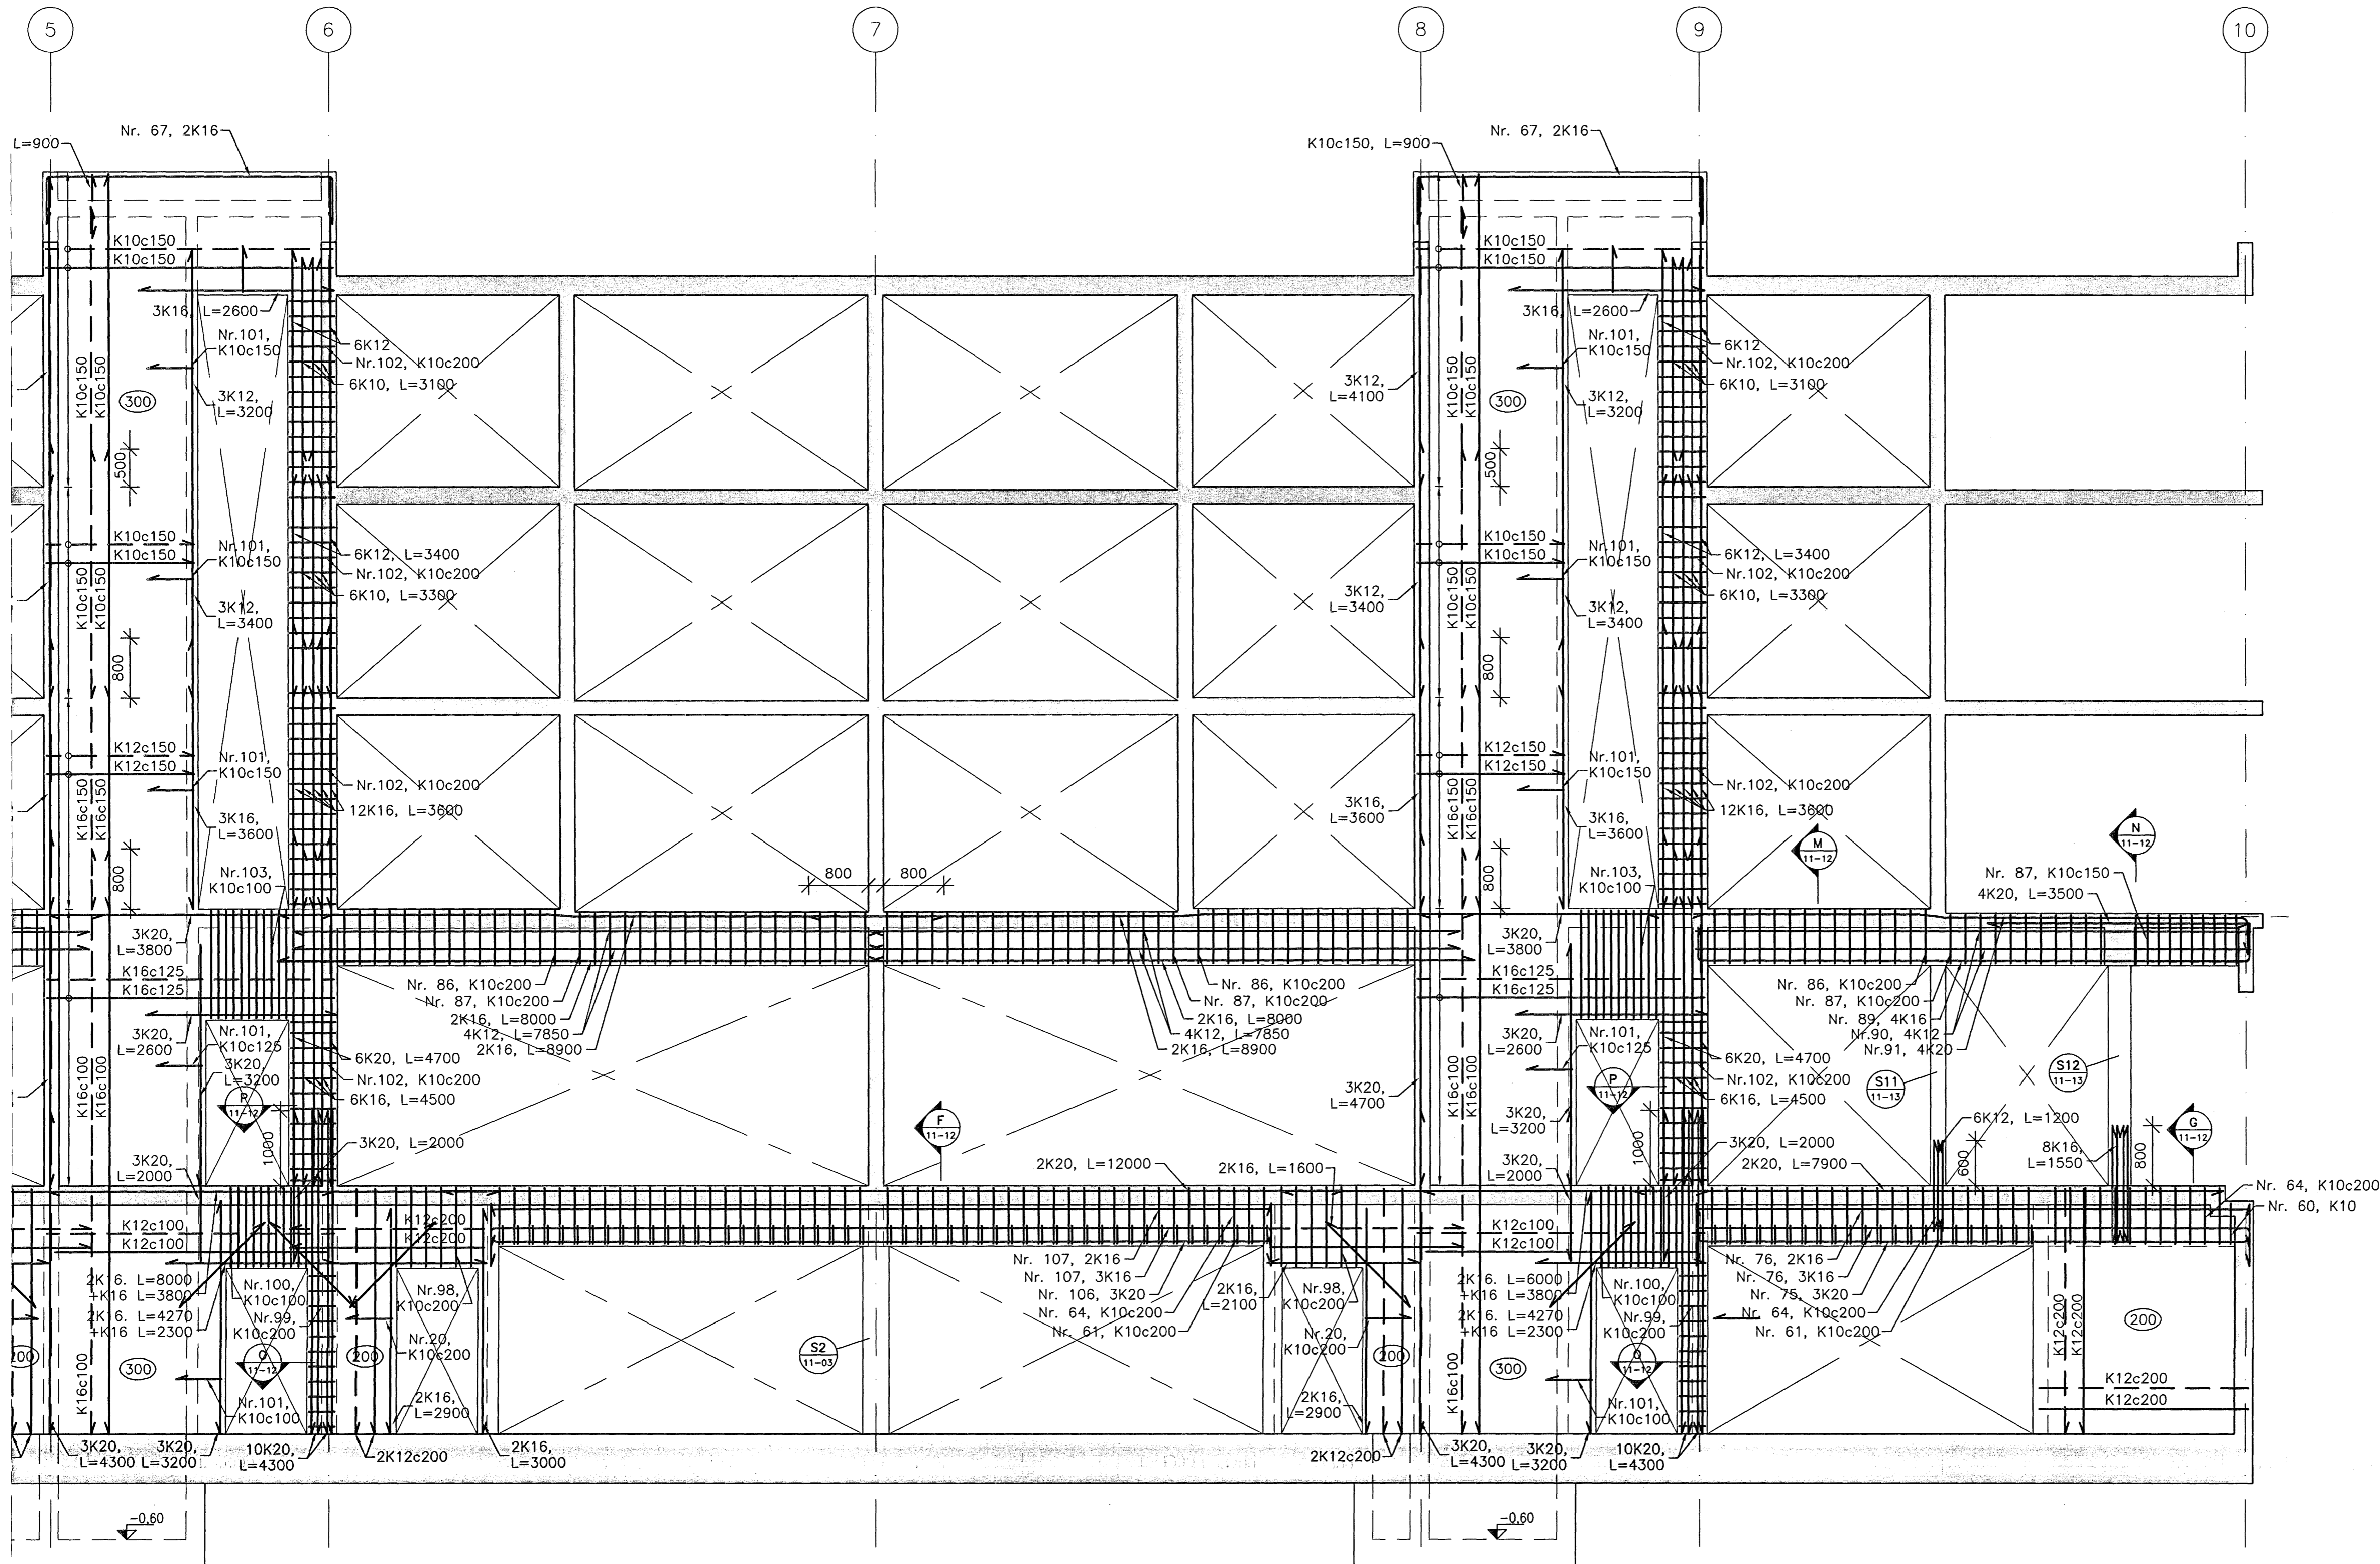 5
6
7
8
9
10
Nr. 67, 2K16
L=900
Nr. 67, 2K16
K10c150, L=900
K10c150
K10c150
K10c150
K10c150
3K16, L=2600
3K16, L=2600
Nr.101,
K10c150
6K12
Nr.102, K10c200
6K10, L=3100
K10c150
K10c150
300
3K12,
L=3200
500
3K12,
L=4100
K10c150
K10c150
300
Nr.101,
K10c150
3K12,
L=3200
500
6K12
Nr.102, K10c200
6K10, L=3100
K10c150
K10c150
Nr.101,
K10c150
6K12, L=3400
Nr.102, K10c200
6K10, L=3300
K10c150
K10c150
3K12,
L=3400
800
3K12,
L=3400
K10c150
K10c150
K10c150
K10c150
Nr.101,
K10c150
3K12,
L=3400
800
6K12, L=3400
Nr.102, K10c200
6K10, L=3300
K12c150
K12c150
Nr.101,
K10c150
Nr.102, K10c200
12K16, L=3600
K16c150
K16c150
3K16,
L=3600
800
Nr.103,
K10c100
800
800
3K16,
L=3600
K12c150
K12c150
K16c150
K16c150
Nr.101,
K10c150
3K16,
L=3600
800
Nr.103,
K10c100
Nr.102, K10c200
12K16, L=3600
M
11-12
N
11-12
Nr. 87, K10c150
4K20, L=3500
3K20,
L=3800
K16c125
K16c125
Nr. 86, K10c200
Nr. 87, K10c200
2K16, L=8000
4K12, L=7850
2K16, L=8900
Nr. 86, K10c200
Nr. 87, K10c200
2K16, L=8000
4K12, L=7850
2K16, L=8900
3K20,
L=3800
K16c125
K16c125
Nr. 86, K10c200
Nr. 87, K10c200
Nr. 89, 4K16
Nr.90, 4K12
Nr.91, 4K20
3K20,
L=2600
Nr.101,
K10c125
3K20,
L=3200
K16c100
K16c100
6K20, L=4700
Nr.102, K10c200
6K16, L=4500
11-12
1000
3K20, L=2000
3K20,
L=2000
F
11-12
3K20,
L=4700
K16c100
K16c100
3K20,
L=2600
Nr.101,
K10c125
P
11-12
3K20,
L=3200
1000
3K20,
L=2000
6K20, L=4700
Nr.102, K10c200
6K16, L=4500
3K20, L=2000
2K20, L=7900
S11
11-13
S12
11-13
6K12, L=1200
600
8K16,
L=1550
800
G
11-12
Nr. 64, K10c200
Nr. 60, K10
2K20, L=12000
2K16, L=1600
K12c100
K12c100
K12c200
K12c200
K12c100
K12c100
2K16. L=8000
+K16 L=3800
2K16. L=4270
+K16 L=2300
Nr.100,
K10c100
Nr.99,
K10c200
Nr.98,
K10c200
Nr.20,
K10c200
Nr. 107, 2K16
Nr. 107, 3K16
Nr. 106, 3K20
Nr. 64, K10c200
Nr. 61, K10c200
2K16,
L=2100
Nr.98,
K10c200
Nr.20,
K10c200
2K16. L=6000
+K16 L=3800
2K16. L=4270
+K16 L=2300
Nr.100,
K10c100
Nr.99,
K10c200
Nr. 76, 2K16
Nr. 76, 3K16
Nr. 75, 3K20
Nr. 64, K10c200
Nr. 61, K10c200
200
K12c200
K12c200
K12c200
K12c200
200
300
K16c100
11-12
Nr.101,
K10c100
200
2K16,
L=2900
S2
11-03
2K16,
L=2900
200
K16c100
300
11-12
Nr.101,
K10c100
3K20,
L=4300
3K20,
L=3200
10K20,
L=4300
2K12c200
2K16,
L=3000
2K12c200
3K20,
L=4300
3K20,
L=3200
10K20,
L=4300
-0.60
-0.60